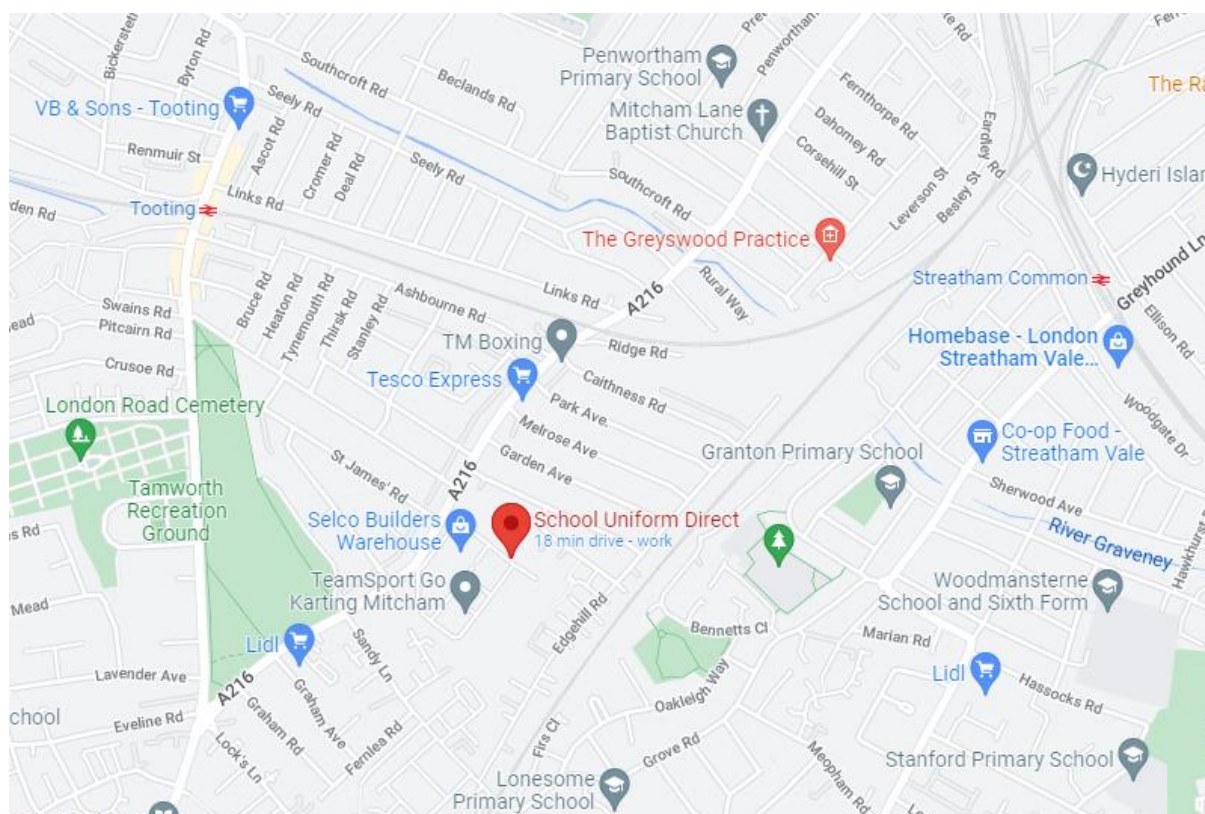 Bickersteth
Byton Rd
Southcroft Rd
Beclands Rd
Penwortham
Primary School
Penwortham
Mitcham Lane
Baptist Church
Fernthorpe Rd
Dahomey Rd
Corsehill St
Eardley Rd
The Ra
VB & Sons - Tooting
Seely Rd
Ascot Rd
Renmuir St
Cromer Rd
Deal Rd
Seely Rd
Southcroft Rd
Leverson St
Besley St
Hyderi Islar
Links Rd
Tooting
den Rd
The Greyswood Practice
Rural Way
Streatham Common
Greyhound Ln
Bruce Rd
Heaton Rd
Tynemouth Rd
Thirsk Rd
Stanley Rd
Ashbourne Rd
Links Rd
A216
Swains Rd
ead
Pitcairn Rd
TM Boxing
Ridge Rd
Ellison Rd
Homebase - London
Streatham Vale...
Crusoe Rd
Tesco Express
Caithness Rd
Park Ave
London Road Cemetery
Melrose Ave
Woodgate Dr
Co-op Food -
Streatham Vale
Granton Primary School
Garden Ave
St James' Rd
A216
Tamworth
Recreation
Ground
Sherwood Ave
River Graveney
Hawkhurst R
s Rd
Selco Builders
Warehouse
School Uniform Direct
18 min drive - work
TeamSport Go
Karting Mitcham
Woodmansterne
School and Sixth Form
Mead
Edgehill Rd
Bennetts Cl
Marian Rd
Lidl
Sandy Ln
Lidl
Hassocks Rd
Lavender Ave
A216
Oakleigh Way
chool
Eveline Rd
Graham Rd
Graham Ave
Fernlea Rd
Lock's Ln
Firs Cl
Grove Rd
Meopham Rd
Stanford Primary School
Lonesome
Primary School